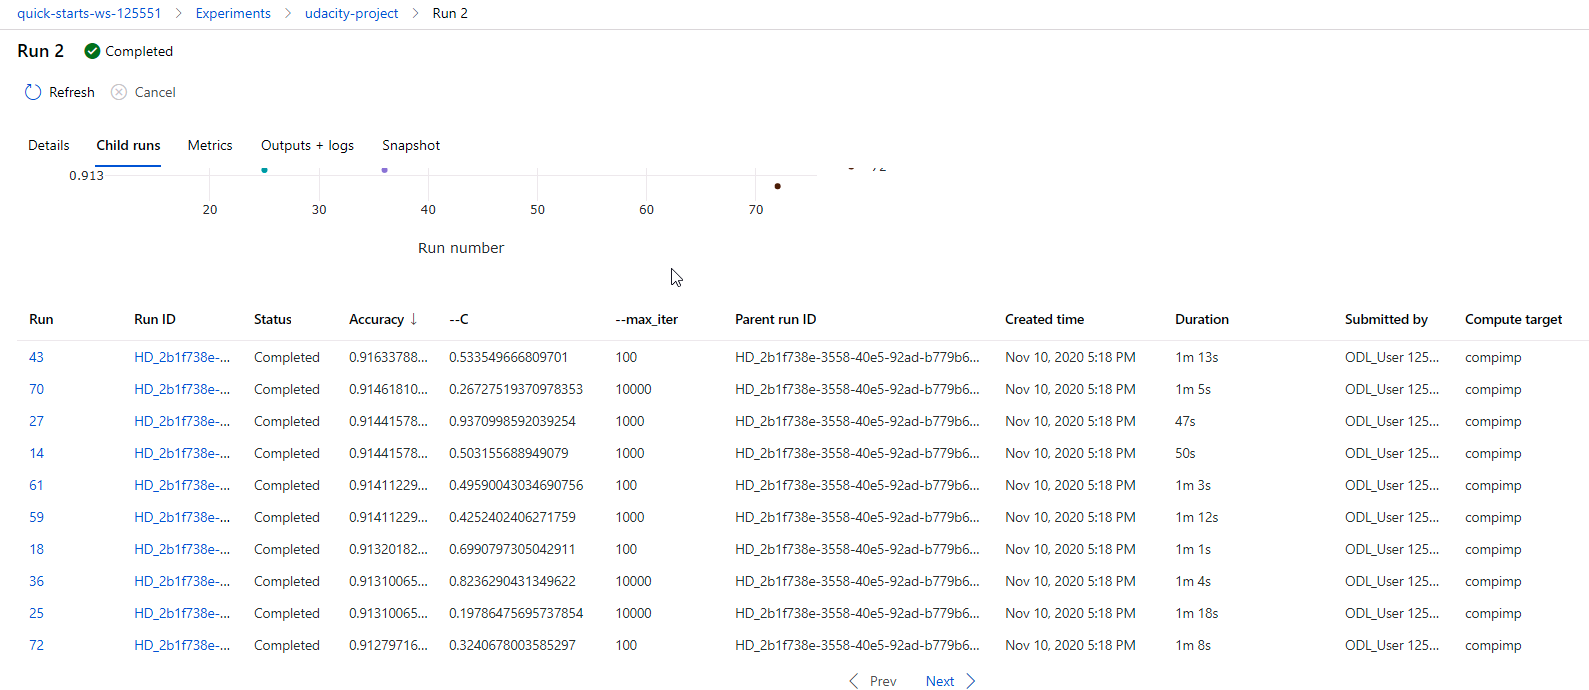 quick-starts-ws-125551 > Experiments > udacity-project > Run 2
Run 2 Completed
Refresh Cancel
Details Child runs Metrics Outputs + logs Snapshot
0.913 72
20 30 40 50 60 70
Run number
Run Run ID Status Accuracy ↓ --C --max_iter Parent run ID Created time Duration Submitted by Compute target
43 HD_2b1f738e-... Completed 0.91633788... 0.533549666809701 100 HD_2b1f738e-3558-40e5-92ad-b779b6... Nov 10, 2020 5:18 PM 1m 13s ODL_User 125... compimp
70 HD_2b1f738e-... Completed 0.91461810... 0.26727519370978353 10000 HD_2b1f738e-3558-40e5-92ad-b779b6... Nov 10, 2020 5:18 PM 1m 5s ODL_User 125... compimp
27 HD_2b1f738e-... Completed 0.91441578... 0.9370998592039254 1000 HD_2b1f738e-3558-40e5-92ad-b779b6... Nov 10, 2020 5:18 PM 47s ODL_User 125... compimp
14 HD_2b1f738e-... Completed 0.91441578... 0.503155688949079 1000 HD_2b1f738e-3558-40e5-92ad-b779b6... Nov 10, 2020 5:18 PM 50s ODL_User 125... compimp
61 HD_2b1f738e-... Completed 0.91411229... 0.49590043034690756 100 HD_2b1f738e-3558-40e5-92ad-b779b6... Nov 10, 2020 5:18 PM 1m 3s ODL_User 125... compimp
59 HD_2b1f738e-... Completed 0.91411229... 0.4252402406271759 1000 HD_2b1f738e-3558-40e5-92ad-b779b6... Nov 10, 2020 5:18 PM 1m 12s ODL_User 125... compimp
18 HD_2b1f738e-... Completed 0.91320182... 0.6990797305042911 100 HD_2b1f738e-3558-40e5-92ad-b779b6... Nov 10, 2020 5:18 PM 1m 1s ODL_User 125... compimp
36 HD_2b1f738e-... Completed 0.91310065... 0.8236290431349622 10000 HD_2b1f738e-3558-40e5-92ad-b779b6... Nov 10, 2020 5:18 PM 1m 4s ODL_User 125... compimp
25 HD_2b1f738e-... Completed 0.91310065... 0.19786475695737854 10000 HD_2b1f738e-3558-40e5-92ad-b779b6... Nov 10, 2020 5:18 PM 1m 18s ODL_User 125... compimp
72 HD_2b1f738e-... Completed 0.91279716... 0.3240678003585297 100 HD_2b1f738e-3558-40e5-92ad-b779b6... Nov 10, 2020 5:18 PM 1m 8s ODL_User 125... compimp
< Prev Next >